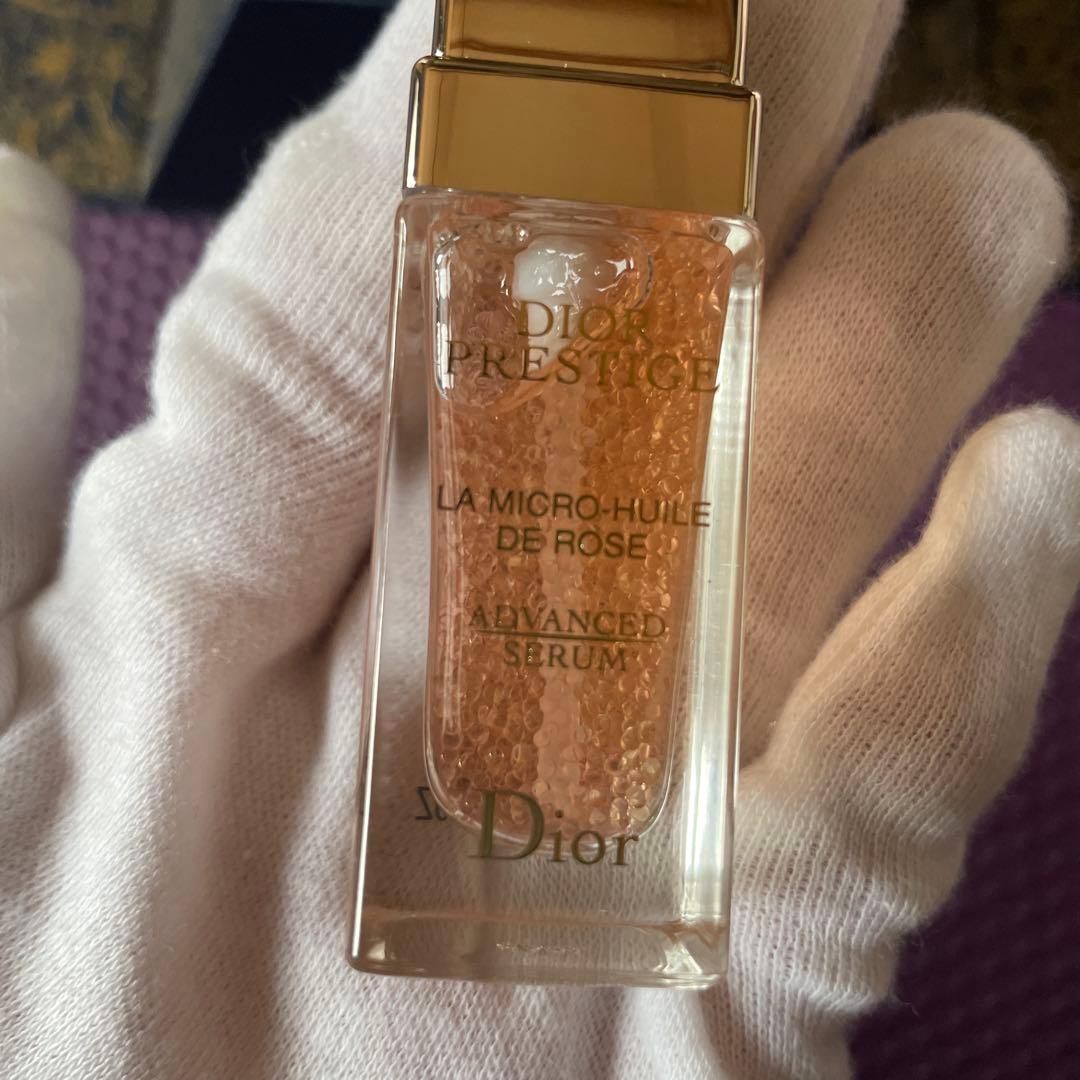 DIOR
PRESTIGE
LA MICRO-HUILE
DE ROSE
ADVANCED
SERUM
Dior